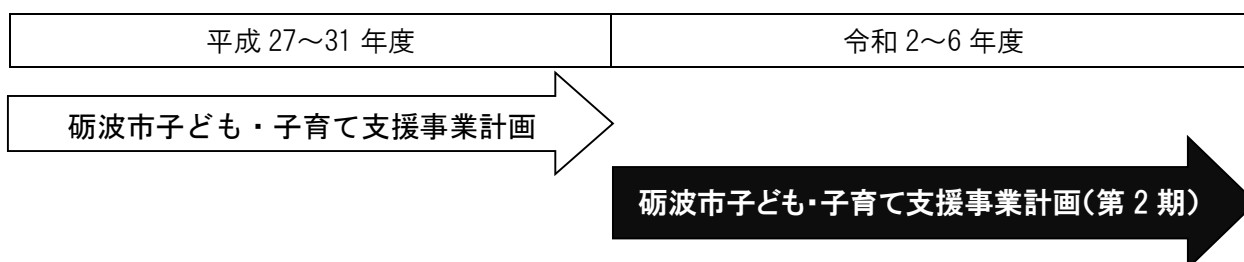 平成 27～31 年度
令和 2～6 年度
砺波市子ども・子育て支援事業計画
砺波市子ども・子育て支援事業計画（第 2 期）